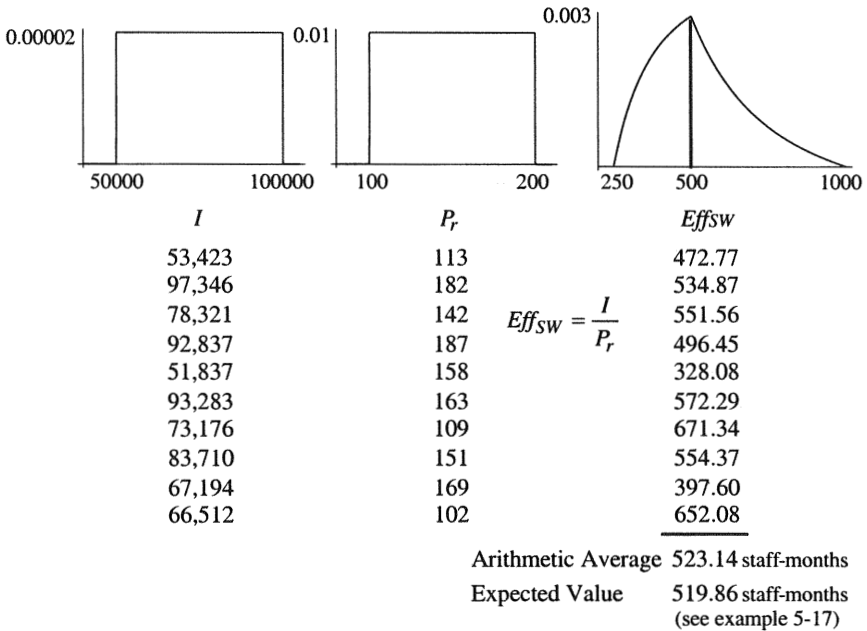 0.00002
0.01
0.003
50000 100000
100 200
250 500 1000
I P_r Eff_SW
53,423 113 472.77
97,346 182 534.87
78,321 142 551.56
92,837 187 496.45
51,837 158 328.08
93,283 163 572.29
73,176 109 671.34
83,710 151 554.37
67,194 169 397.60
66,512 102 652.08
Eff_SW = I / P_r
Arithmetic Average 523.14 staff-months
Expected Value 519.86 staff-months
(see example 5-17)